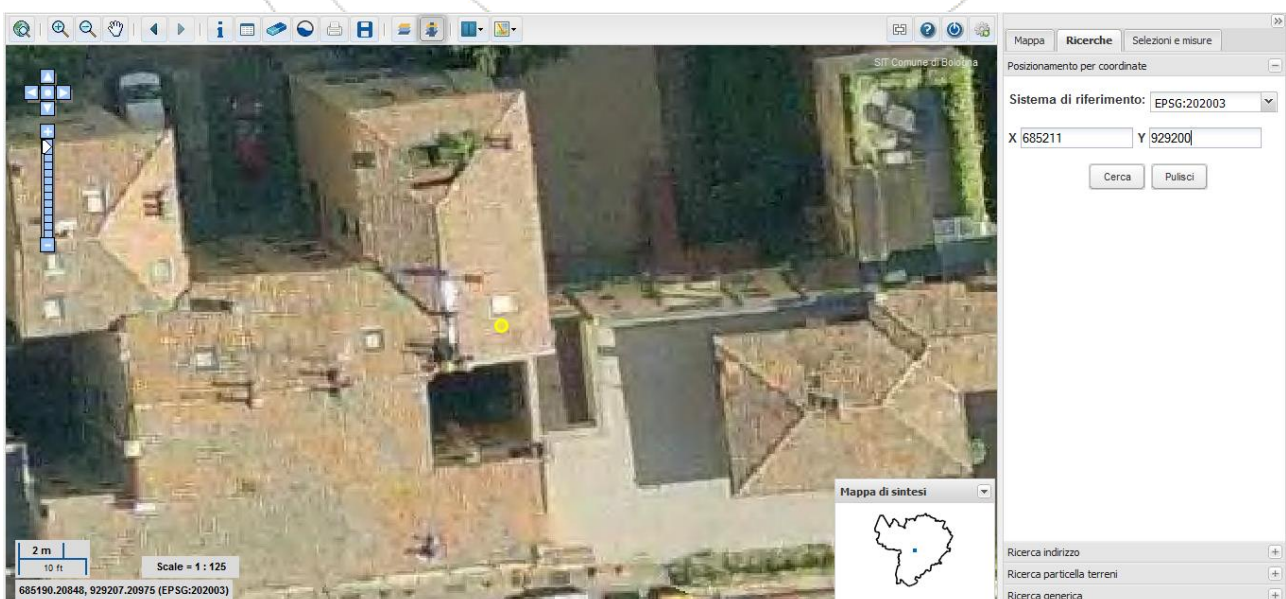 SIT Comune di Bologna
Mappa Ricerche Selezioni e misure
Posizionamento per coordinate
Sistema di riferimento: EPSG:202003
X 685211 Y 929200
Cerca Pulisci
Mappa di sintesi
2 m
10 ft
Scale = 1 : 125
685190.20848, 929207.20975 (EPSG:202003)
Ricerca indirizzo
Ricerca particella terreni
Ricerca generica